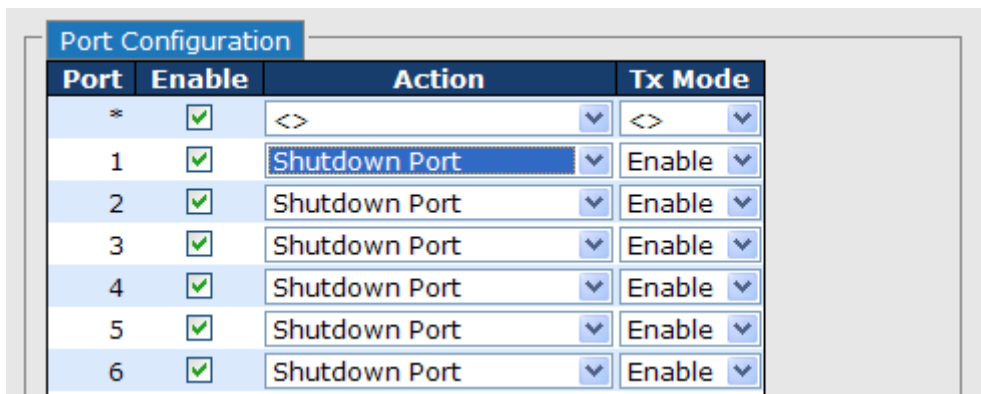 Port Configuration
Port Enable Action Tx Mode
* <> <>
1 Shutdown Port Enable
2 Shutdown Port Enable
3 Shutdown Port Enable
4 Shutdown Port Enable
5 Shutdown Port Enable
6 Shutdown Port Enable